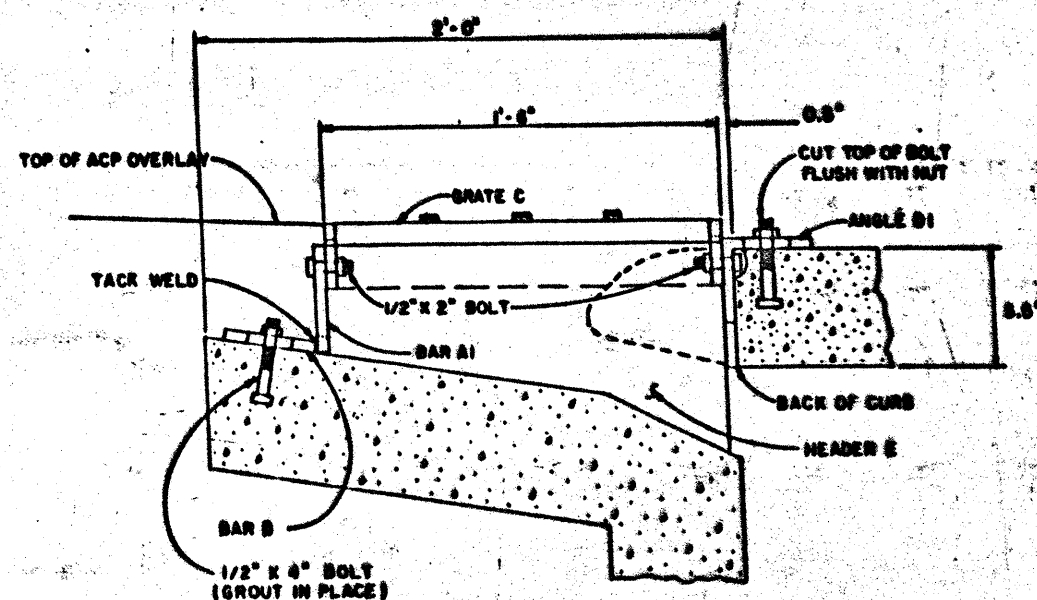 2'-0"
1'-6"
0.5"
TOP OF ACP OVERLAY
CUT TOP OF BOLT
FLUSH WITH NUT
GRATE C
ANGLE D1
TACK WELD
1/2" X 2" BOLT
BAR A1
BACK OF CURB
HEADER E
BAR B
1/2" X 4" BOLT
(GROUT IN PLACE)